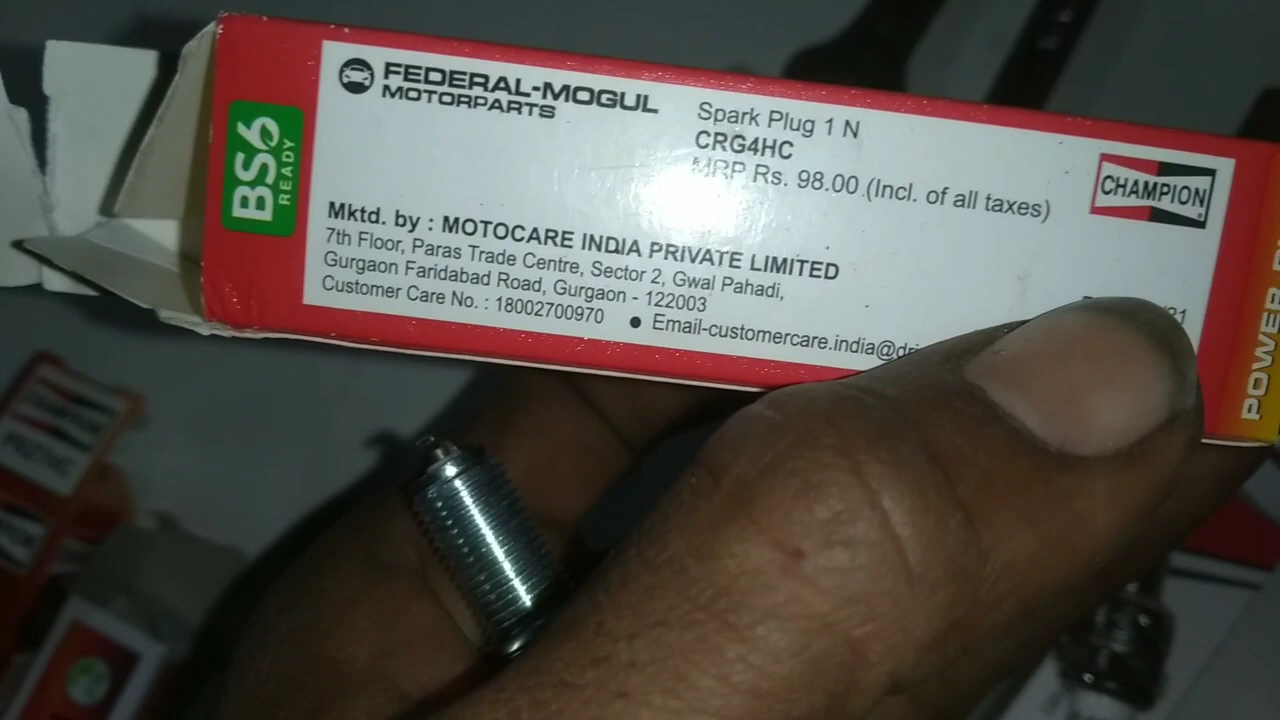 BS6
READY
FEDERAL-MOGUL
MOTORPARTS
Spark Plug 1 N
CRG4HC
MRP Rs. 98.00 (Incl. of all taxes)
CHAMPION
Mktd. by : MOTOCARE INDIA PRIVATE LIMITED
7th Floor, Paras Trade Centre, Sector 2, Gwal Pahadi,
Gurgaon Faridabad Road, Gurgaon - 122003
Customer Care No. : 18002700970 ● Email-customercare.india@dri
POWER
CHAMPION